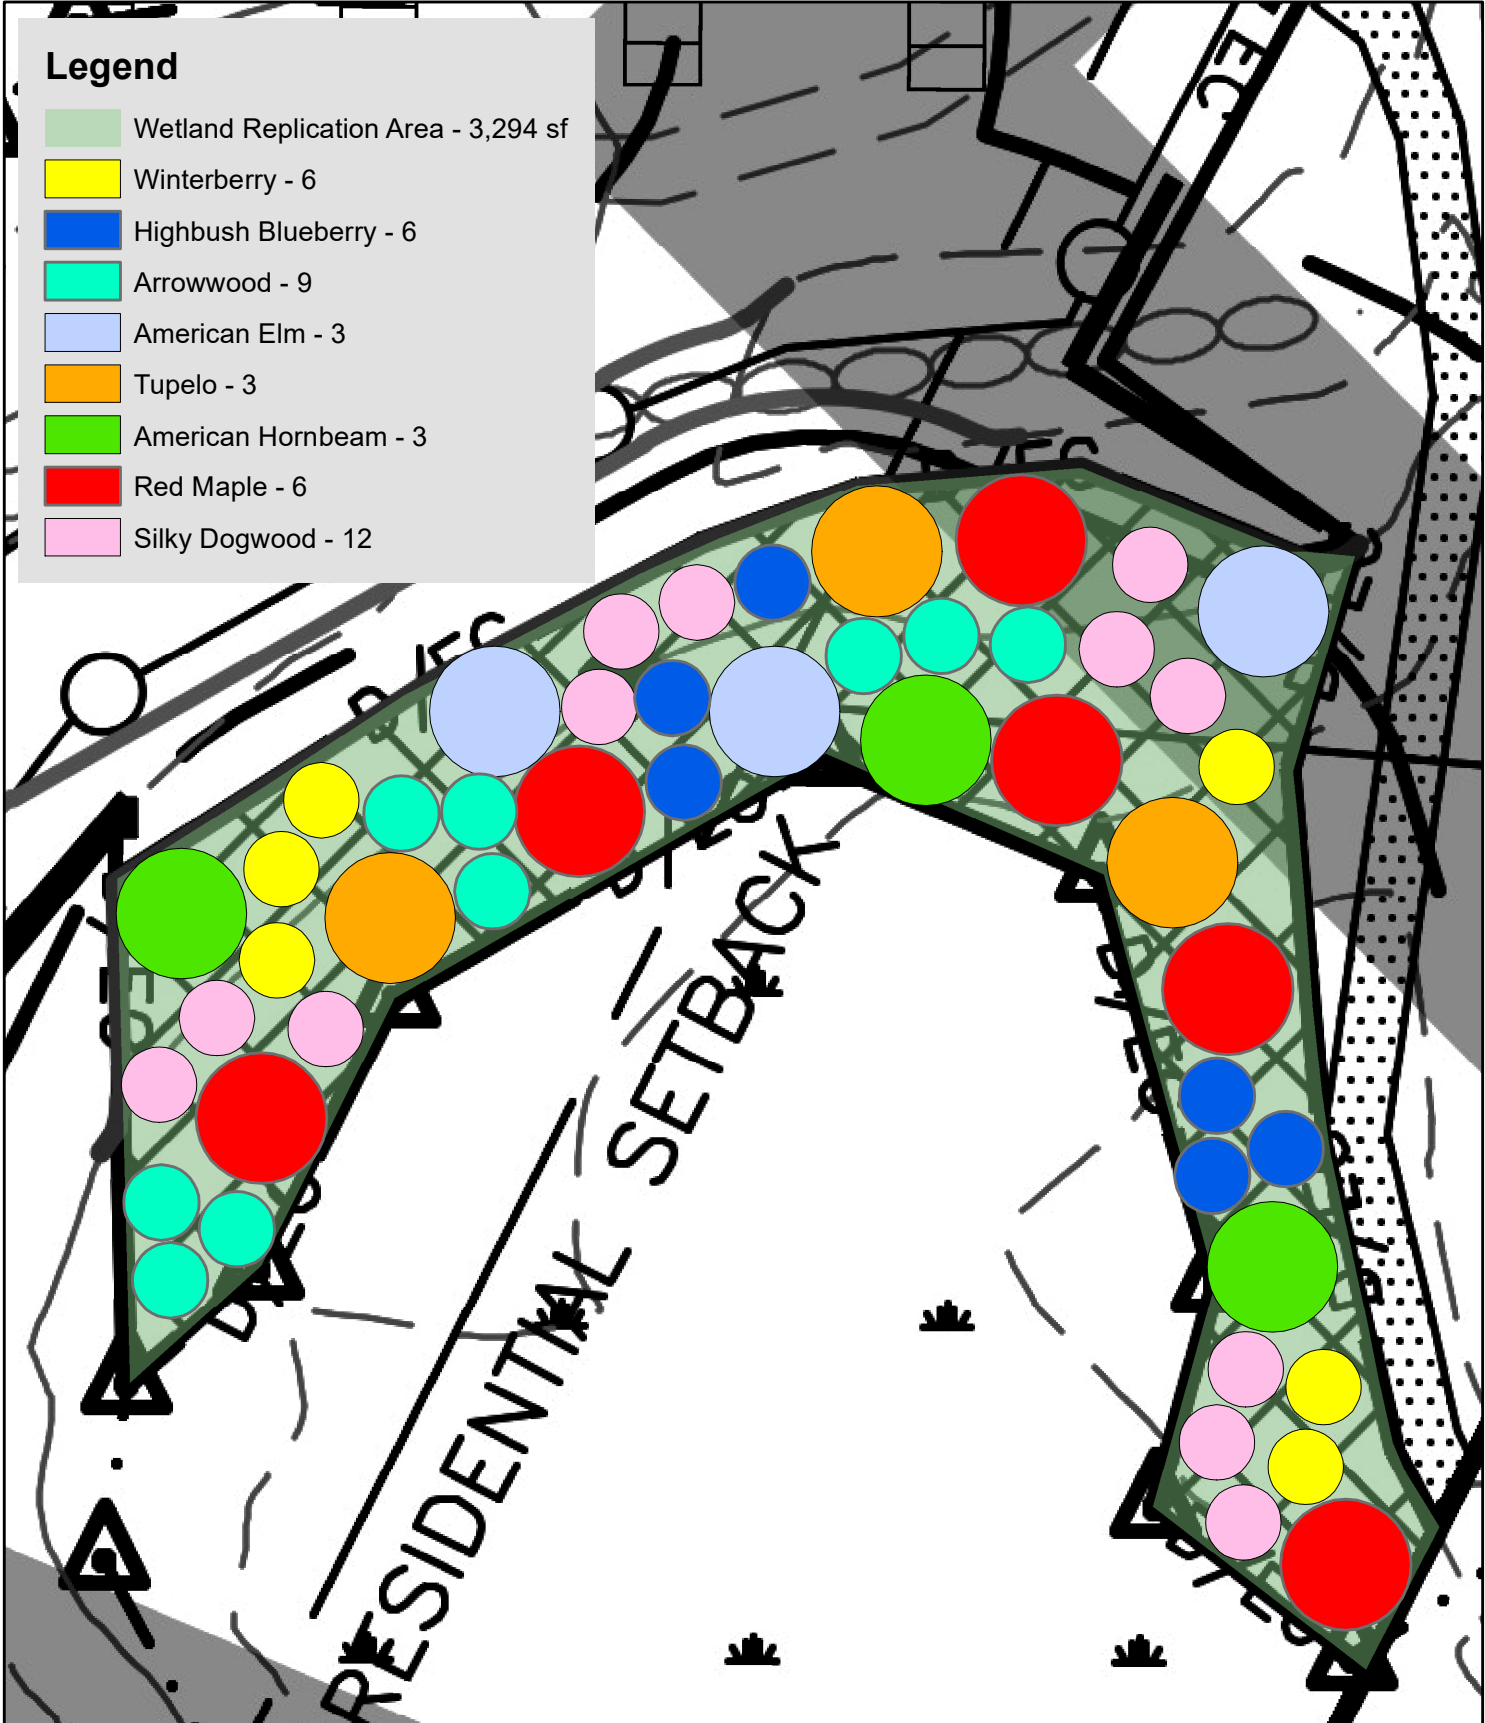 Legend
Wetland Replication Area - 3,294 sf
Winterberry - 6
Highbush Blueberry - 6
Arrowwood - 9
American Elm - 3
Tupelo - 3
American Hornbeam - 3
Red Maple - 6
Silky Dogwood - 12
RESIDENTIAL SETBACK